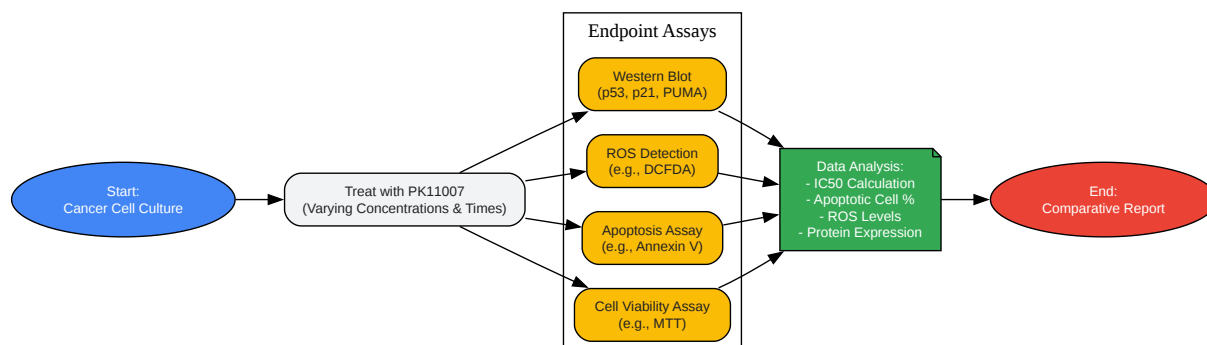 Start:
Cancer Cell Culture
Treat with PK11007
(Varying Concentrations & Times)
Endpoint Assays
Western Blot
(p53, p21, PUMA)
ROS Detection
(e.g., DCFDA)
Apoptosis Assay
(e.g., Annexin V)
Cell Viability Assay
(e.g., MTT)
Data Analysis:
- IC50 Calculation
- Apoptotic Cell %
- ROS Levels
- Protein Expression
End:
Comparative Report